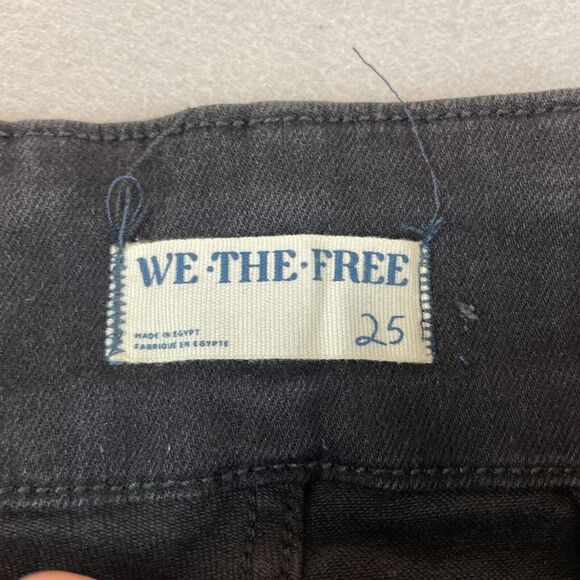 WE·THE·FREE
MADE IN EGYPT
FABRIQUE EN EGYPTE
25